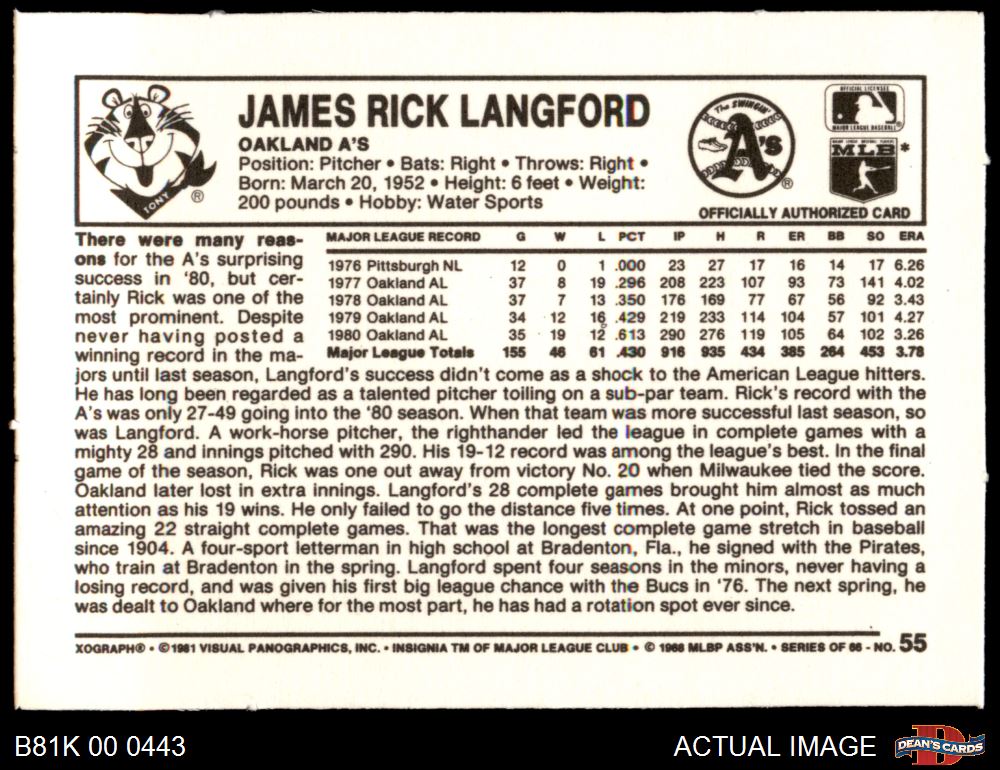 JAMES RICK LANGFORD
OAKLAND A'S
Position: Pitcher • Bats: Right • Throws: Right •
Born: March 20, 1952 • Height: 6 feet • Weight:
200 pounds • Hobby: Water Sports
TONY ®
The SWINGIN' A's ®
OFFICIAL LICENSEE
MAJOR LEAGUE BASEBALL ®
MAJOR LEAGUE BASEBALL PLAYERS
MLB *
OFFICIALLY AUTHORIZED CARD
MAJOR LEAGUE RECORD G W L PCT IP H R ER BB SO ERA
1976 Pittsburgh NL 12 0 1 .000 23 27 17 16 14 17 6.26
1977 Oakland AL 37 8 19 .296 208 223 107 93 73 141 4.02
1978 Oakland AL 37 7 13 .350 176 169 77 67 56 92 3.43
1979 Oakland AL 34 12 16 .429 219 233 114 104 57 101 4.27
1980 Oakland AL 35 19 12 .613 290 276 119 105 64 102 3.26
Major League Totals 155 46 61 .430 916 935 434 385 264 453 3.78
There were many reas-
ons for the A's surprising
success in '80, but cer-
tainly Rick was one of the
most prominent. Despite
never having posted a
winning record in the ma-
jors until last season, Langford's success didn't come as a shock to the American League hitters.
He has long been regarded as a talented pitcher toiling on a sub-par team. Rick's record with the
A's was only 27-49 going into the '80 season. When that team was more successful last season, so
was Langford. A work-horse pitcher, the righthander led the league in complete games with a
mighty 28 and innings pitched with 290. His 19-12 record was among the league's best. In the final
game of the season, Rick was one out away from victory No. 20 when Milwaukee tied the score.
Oakland later lost in extra innings. Langford's 28 complete games brought him almost as much
attention as his 19 wins. He only failed to go the distance five times. At one point, Rick tossed an
amazing 22 straight complete games. That was the longest complete game stretch in baseball
since 1904. A four-sport letterman in high school at Bradenton, Fla., he signed with the Pirates,
who train at Bradenton in the spring. Langford spent four seasons in the minors, never having a
losing record, and was given his first big league chance with the Bucs in '76. The next spring, he
was dealt to Oakland where for the most part, he has had a rotation spot ever since.
XOGRAPH® • ©1981 VISUAL PANOGRAPHICS, INC. • INSIGNIA TM OF MAJOR LEAGUE CLUB • © 1968 MLBP ASS'N. • SERIES OF 66 - NO. 55
B81K 00 0443
ACTUAL IMAGE
D
DEAN'S CARDS